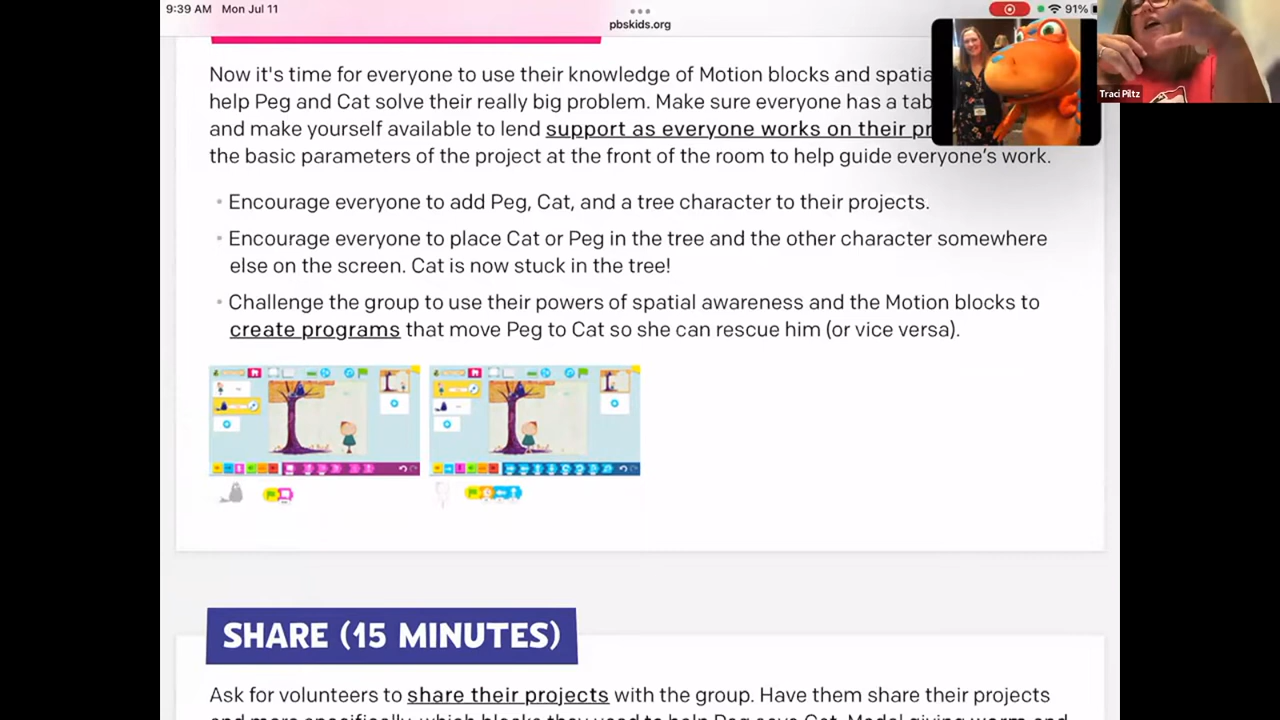 9:39 AM Mon Jul 11
pbskids.org
91%
Traci Piltz
Now it's time for everyone to use their knowledge of Motion blocks and
help Peg and Cat solve their really big problem. Make sure everyone has a
and make yourself available to lend support as everyone works on their
the basic parameters of the project at the front of the room to help guide everyone's work.
• Encourage everyone to add Peg, Cat, and a tree character to their projects.
• Encourage everyone to place Cat or Peg in the tree and the other character somewhere
else on the screen. Cat is now stuck in the tree!
• Challenge the group to use their powers of spatial awareness and the Motion blocks to
create programs that move Peg to Cat so she can rescue him (or vice versa).
SHARE (15 MINUTES)
Ask for volunteers to share their projects with the group. Have them share their projects